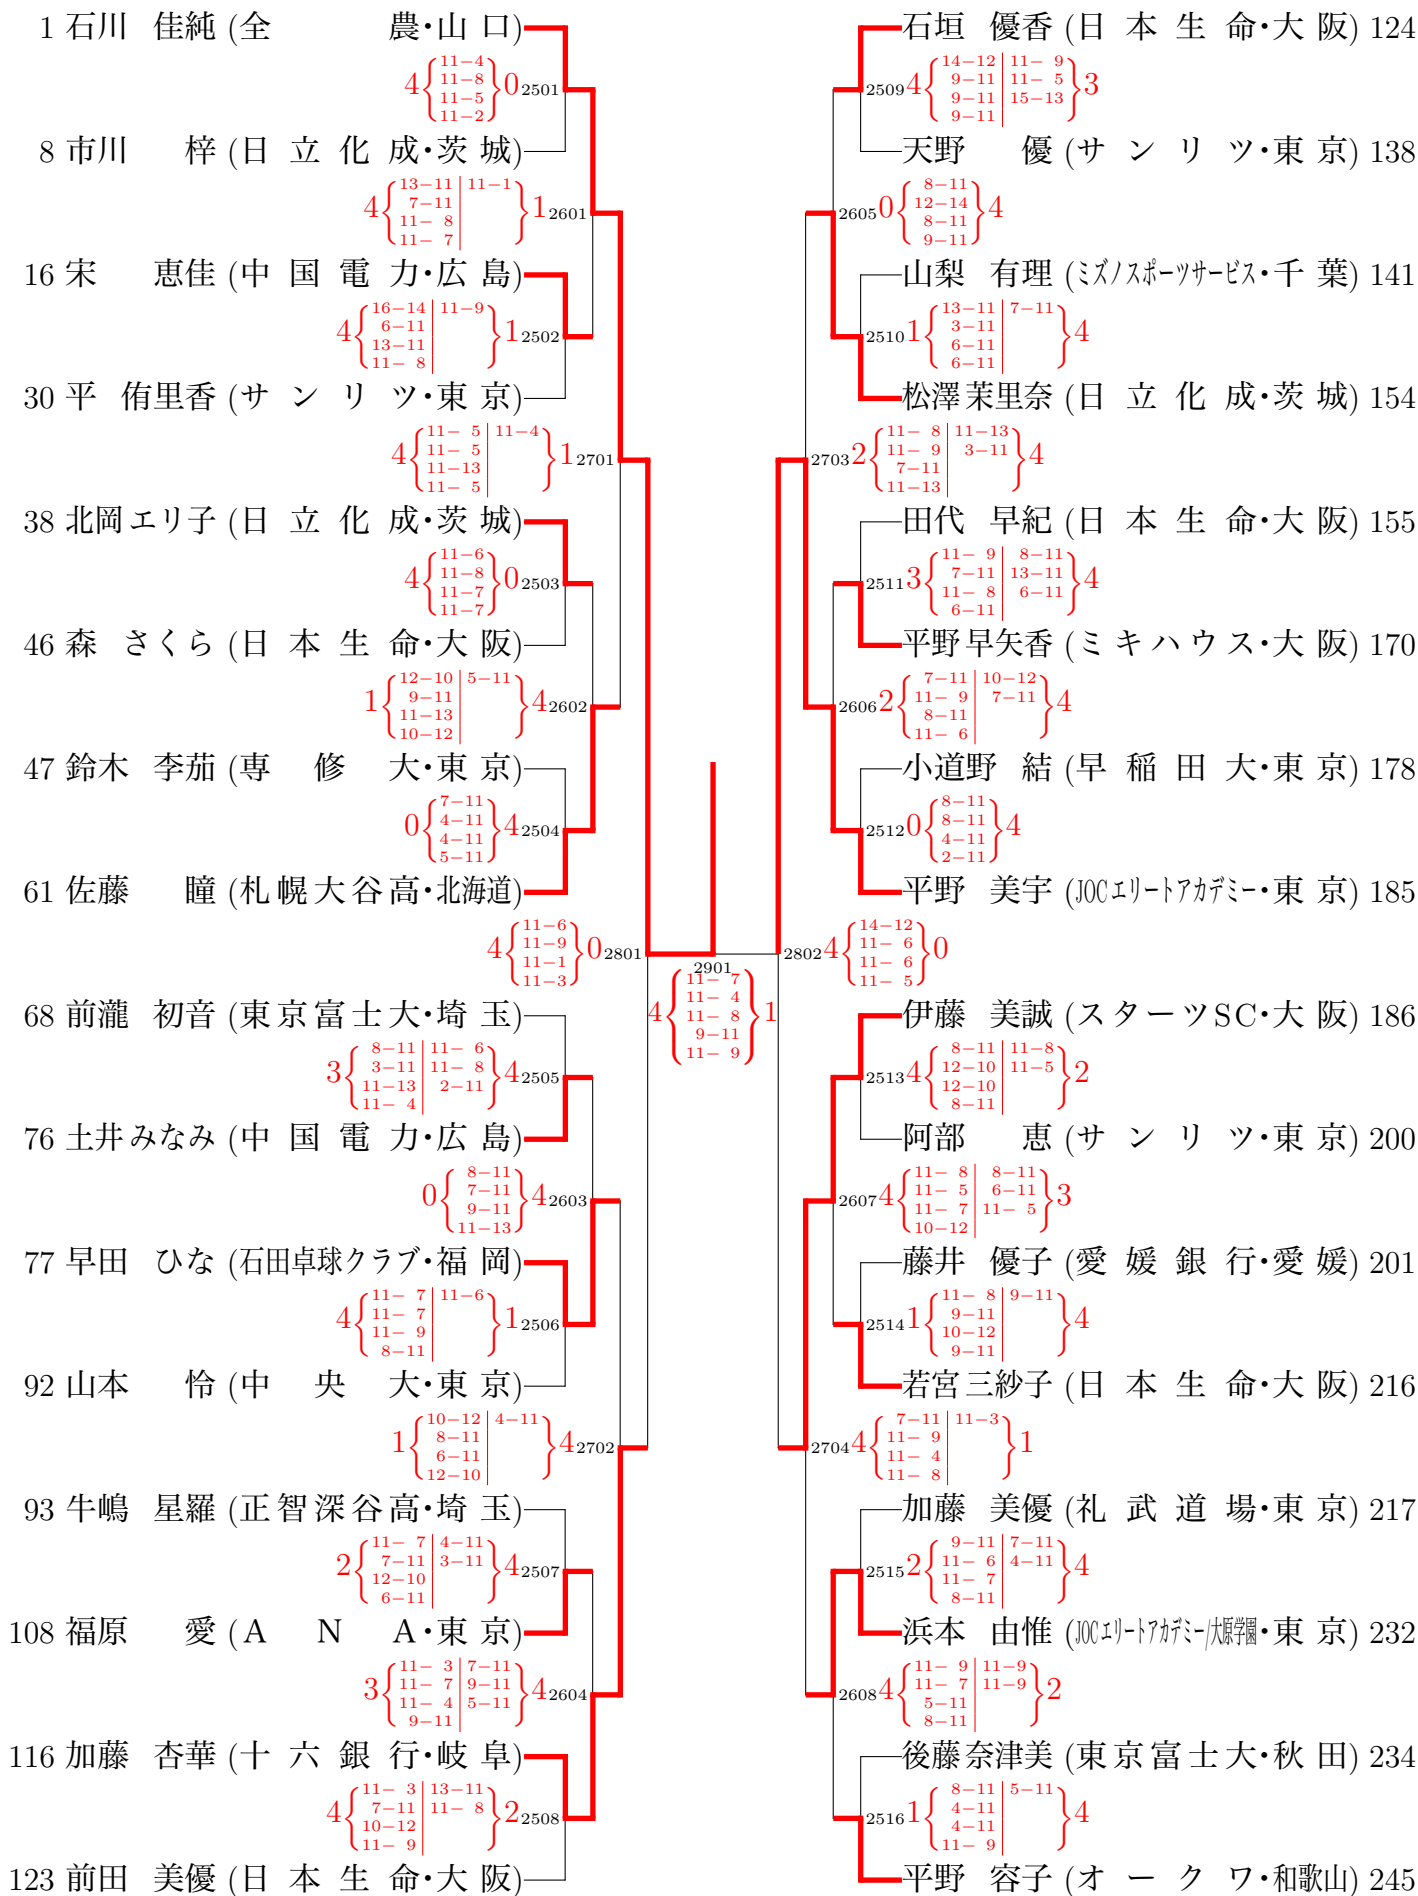 1 石川 佳純 (全 農・山 口)
4 11−4 11−8 11−5 11−2 0 2501
8 市川 梓 (日 立 化 成・茨 城)
4 13−11 7−11 11− 8 11− 7 11−1 1 2601
16 宋 恵佳 (中 国 電 力・広 島)
4 16−14 6−11 13−11 11− 8 11−9 1 2502
30 平 侑里香 (サ ン リ ツ・東 京)
4 11− 5 11− 5 11−13 11− 5 11−4 1 2701
38 北岡エリ子 (日 立 化 成・茨 城)
4 11−6 11−8 11−7 11−7 0 2503
46 森 さくら (日 本 生 命・大 阪)
1 12−10 9−11 11−13 10−12 5−11 4 2602
47 鈴木 李茄 (専 修 大・東 京)
0 7−11 4−11 4−11 5−11 4 2504
61 佐藤 瞳 (札幌大谷高・北海道)
4 11−6 11−9 11−1 11−3 0 2801
68 前瀧 初音 (東京富士大・埼 玉)
3 8−11 3−11 11−13 11− 4 11− 6 11− 8 2−11 4 2505
76 土井みなみ (中 国 電 力・広 島)
0 8−11 7−11 9−11 11−13 4 2603
77 早田 ひな (石田卓球クラブ・福 岡)
4 11− 7 11− 7 11− 9 8−11 11−6 1 2506
92 山本 怜 (中 央 大・東 京)
1 10−12 8−11 6−11 12−10 4−11 4 2702
93 牛嶋 星羅 (正智深谷高・埼 玉)
2 11− 7 7−11 12−10 6−11 4−11 3−11 4 2507
108 福原 愛 (A N A・東 京)
3 11− 3 11− 7 11− 4 9−11 7−11 9−11 5−11 4 2604
116 加藤 杏華 (十 六 銀 行・岐 阜)
4 11− 3 7−11 10−12 11− 9 13−11 11− 8 2 2508
123 前田 美優 (日 本 生 命・大 阪)
2901
4 11− 7 11− 4 11− 8 9−11 11− 9 1
石垣 優香 (日 本 生 命・大 阪) 124
2509 4 14−12 9−11 9−11 9−11 11− 9 11− 5 15−13 3
天野 優 (サ ン リ ツ・東 京) 138
2605 0 8−11 12−14 8−11 9−11 4
山梨 有理 (ミズノスポーツサービス・千 葉) 141
2510 1 13−11 3−11 6−11 6−11 7−11 4
松澤茉里奈 (日 立 化 成・茨 城) 154
2703 2 11− 8 11− 9 7−11 11−13 11−13 3−11 4
田代 早紀 (日 本 生 命・大 阪) 155
2511 3 11− 9 7−11 11− 8 6−11 8−11 13−11 6−11 4
平野早矢香 (ミキハウス・大 阪) 170
2606 2 7−11 11− 9 8−11 11− 6 10−12 7−11 4
小道野 結 (早 稲 田 大・東 京) 178
2512 0 8−11 8−11 4−11 2−11 4
平野 美宇 (JOCエリートアカデミー・東 京) 185
2802 4 14−12 11− 6 11− 6 11− 5 0
伊藤 美誠 (スターツSC・大 阪) 186
2513 4 8−11 12−10 12−10 8−11 11−8 11−5 2
阿部 恵 (サ ン リ ツ・東 京) 200
2607 4 11− 8 11− 5 11− 7 10−12 8−11 6−11 11− 5 3
藤井 優子 (愛 媛 銀 行・愛 媛) 201
2514 1 11− 8 9−11 10−12 9−11 9−11 4
若宮三紗子 (日 本 生 命・大 阪) 216
2704 4 7−11 11− 9 11− 4 11− 8 11−3 1
加藤 美優 (礼 武 道 場・東 京) 217
2515 2 9−11 11− 6 11− 7 8−11 7−11 4−11 4
浜本 由惟 (JOCエリートアカデミー/大原学園・東 京) 232
2608 4 11− 9 11− 7 5−11 8−11 11−9 11−9 2
後藤奈津美 (東京富士大・秋 田) 234
2516 1 8−11 4−11 4−11 11− 9 5−11 4
平野 容子 (オ ー ク ワ・和歌山) 245